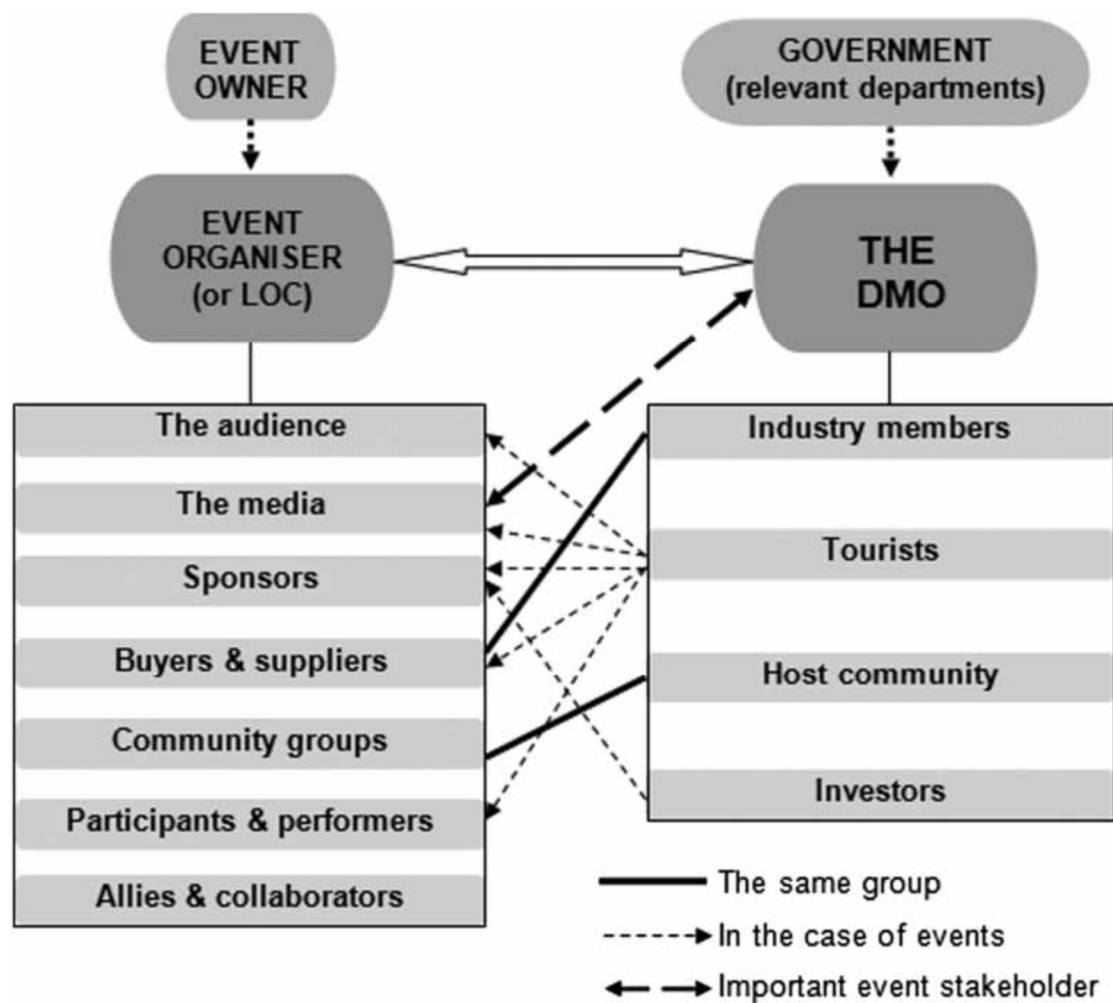 EVENT
OWNER
GOVERNMENT
(relevant departments)
EVENT
ORGANISER
(or LOC)
THE
DMO
The audience
The media
Sponsors
Buyers & suppliers
Community groups
Participants & performers
Allies & collaborators
Industry members
Tourists
Host community
Investors
The same group
In the case of events
Important event stakeholder